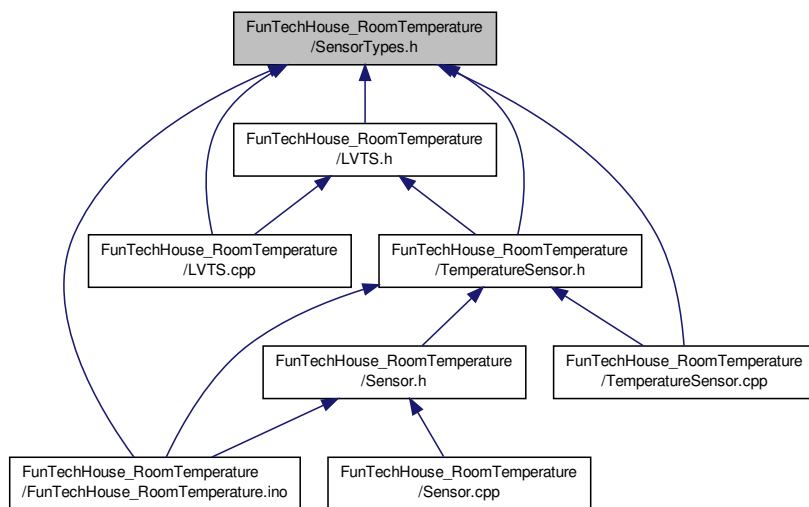 FunTechHouse_RoomTemperature
/SensorTypes.h
FunTechHouse_RoomTemperature
/LVTS.h
FunTechHouse_RoomTemperature
/LVTS.cpp
FunTechHouse_RoomTemperature
/TemperatureSensor.h
FunTechHouse_RoomTemperature
/Sensor.h
FunTechHouse_RoomTemperature
/TemperatureSensor.cpp
FunTechHouse_RoomTemperature
/FunTechHouse_RoomTemperature.ino
FunTechHouse_RoomTemperature
/Sensor.cpp